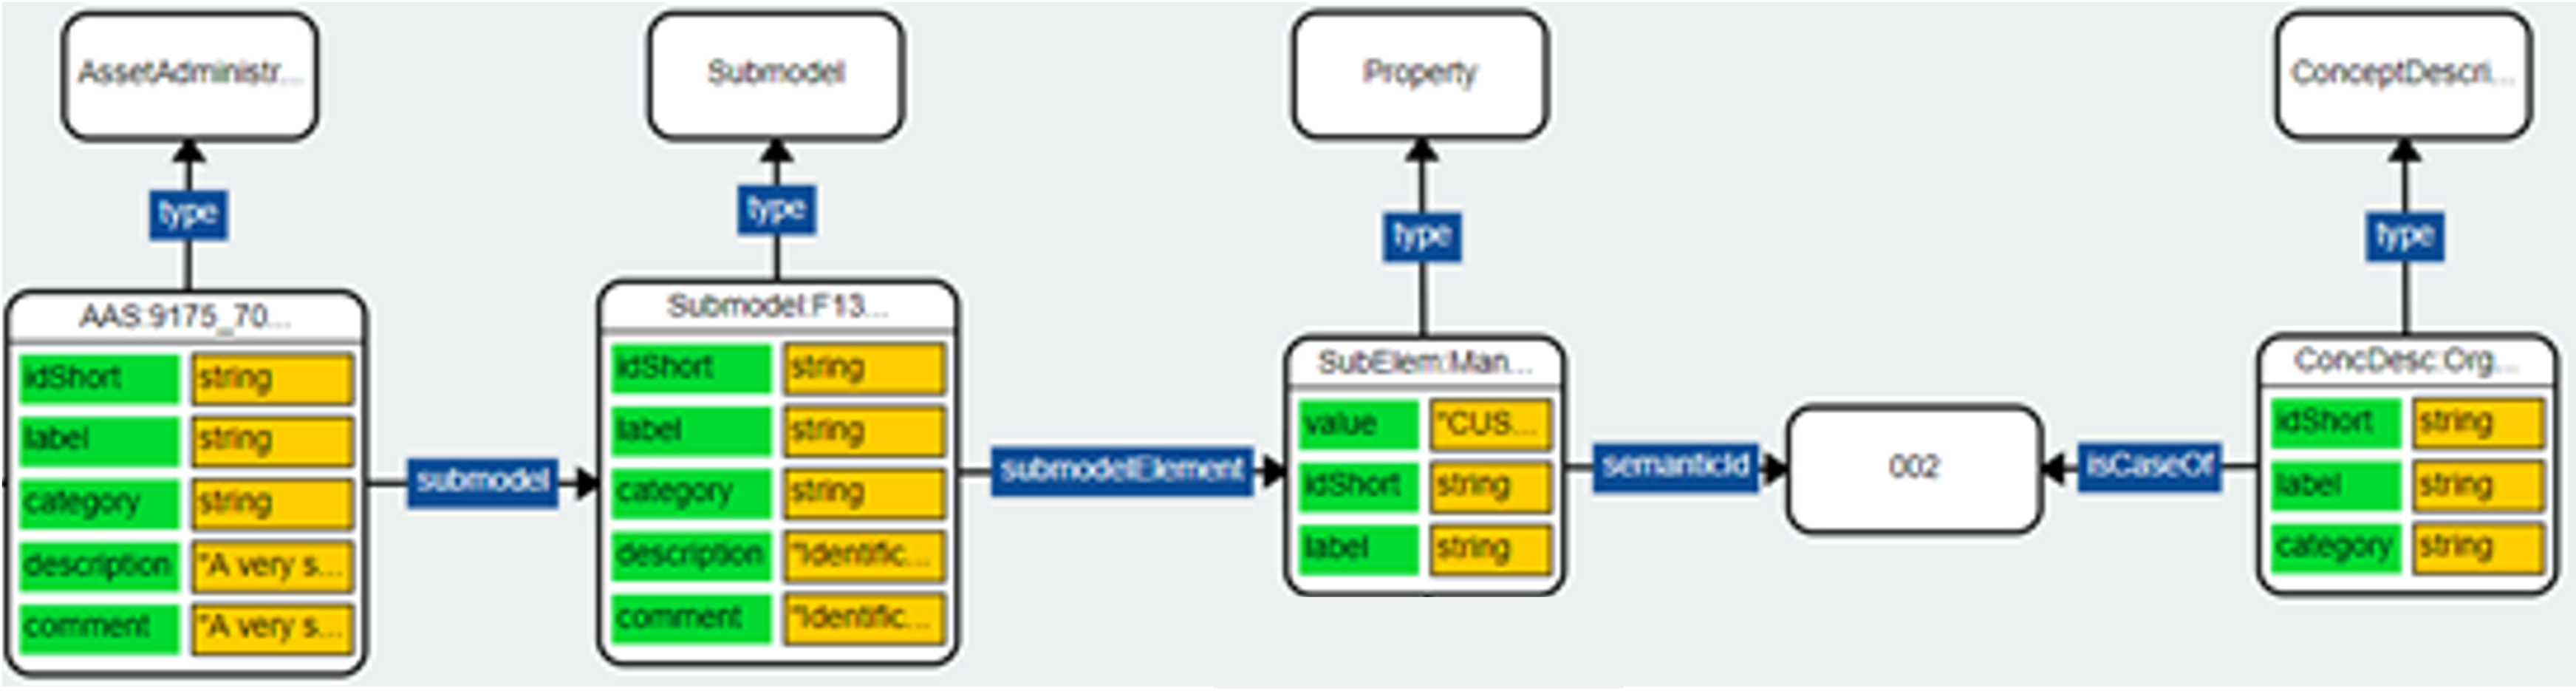 AssetAdministr...
Submodel
Property
ConceptDescri...
type
type
type
type
AAS:9175_70...
idShort string
label string
category string
description "A very s...
comment "A very s...
submodel
Submodel:F13...
idShort string
label string
category string
description "Identific...
comment "Identific...
submodelElement
SubElem:Man...
value "CUS...
idShort string
label string
semanticId
002
isCaseOf
ConcDesc:Org...
idShort string
label string
category string